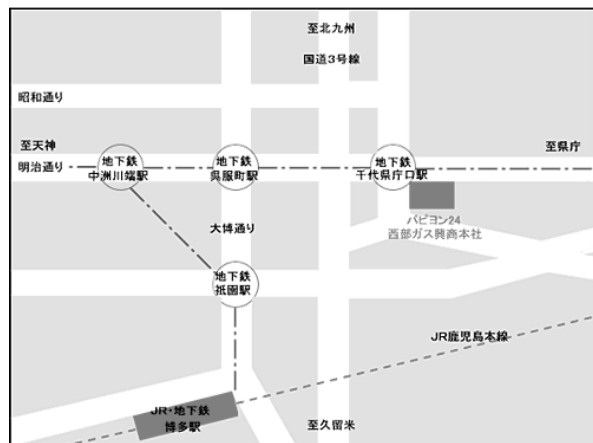 至北九州
国道3号線
昭和通り
至天神
明治通り
地下鉄
中洲川端駅
地下鉄
呉服町駅
地下鉄
千代県庁口駅
至県庁
パピヨン24
西部ガス興商本社
大博通り
地下鉄
祇園駅
JR鹿児島本線
JR・地下鉄
博多駅
至久留米